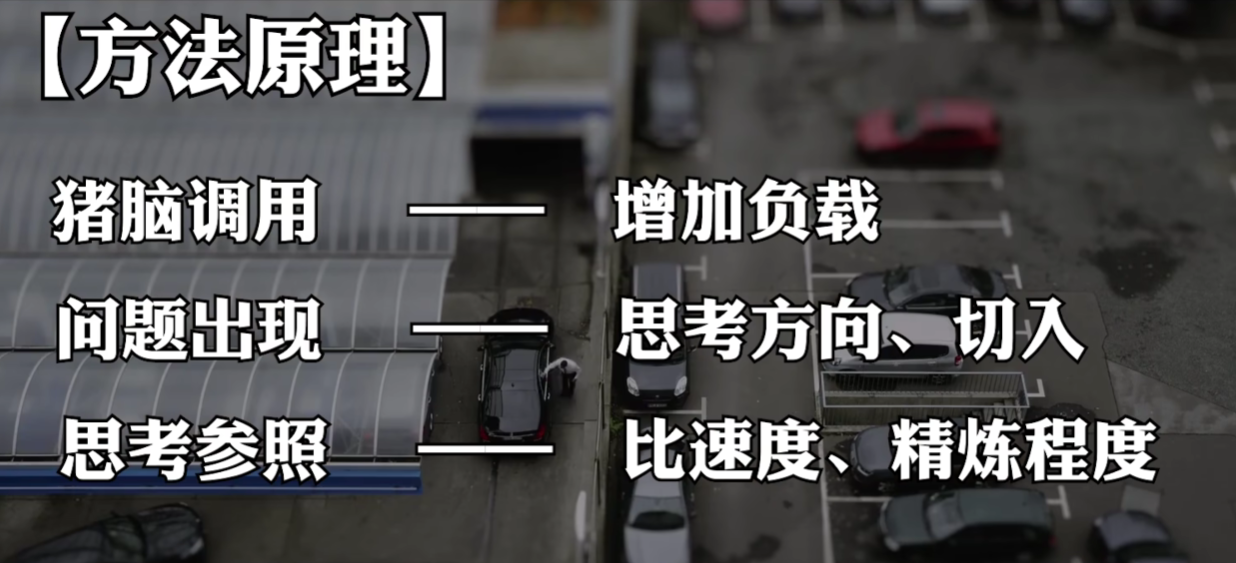 【方法原理】
猪脑调用 —— 增加负载
问题出现 —— 思考方向、切入
思考参照 —— 比速度、精炼程度